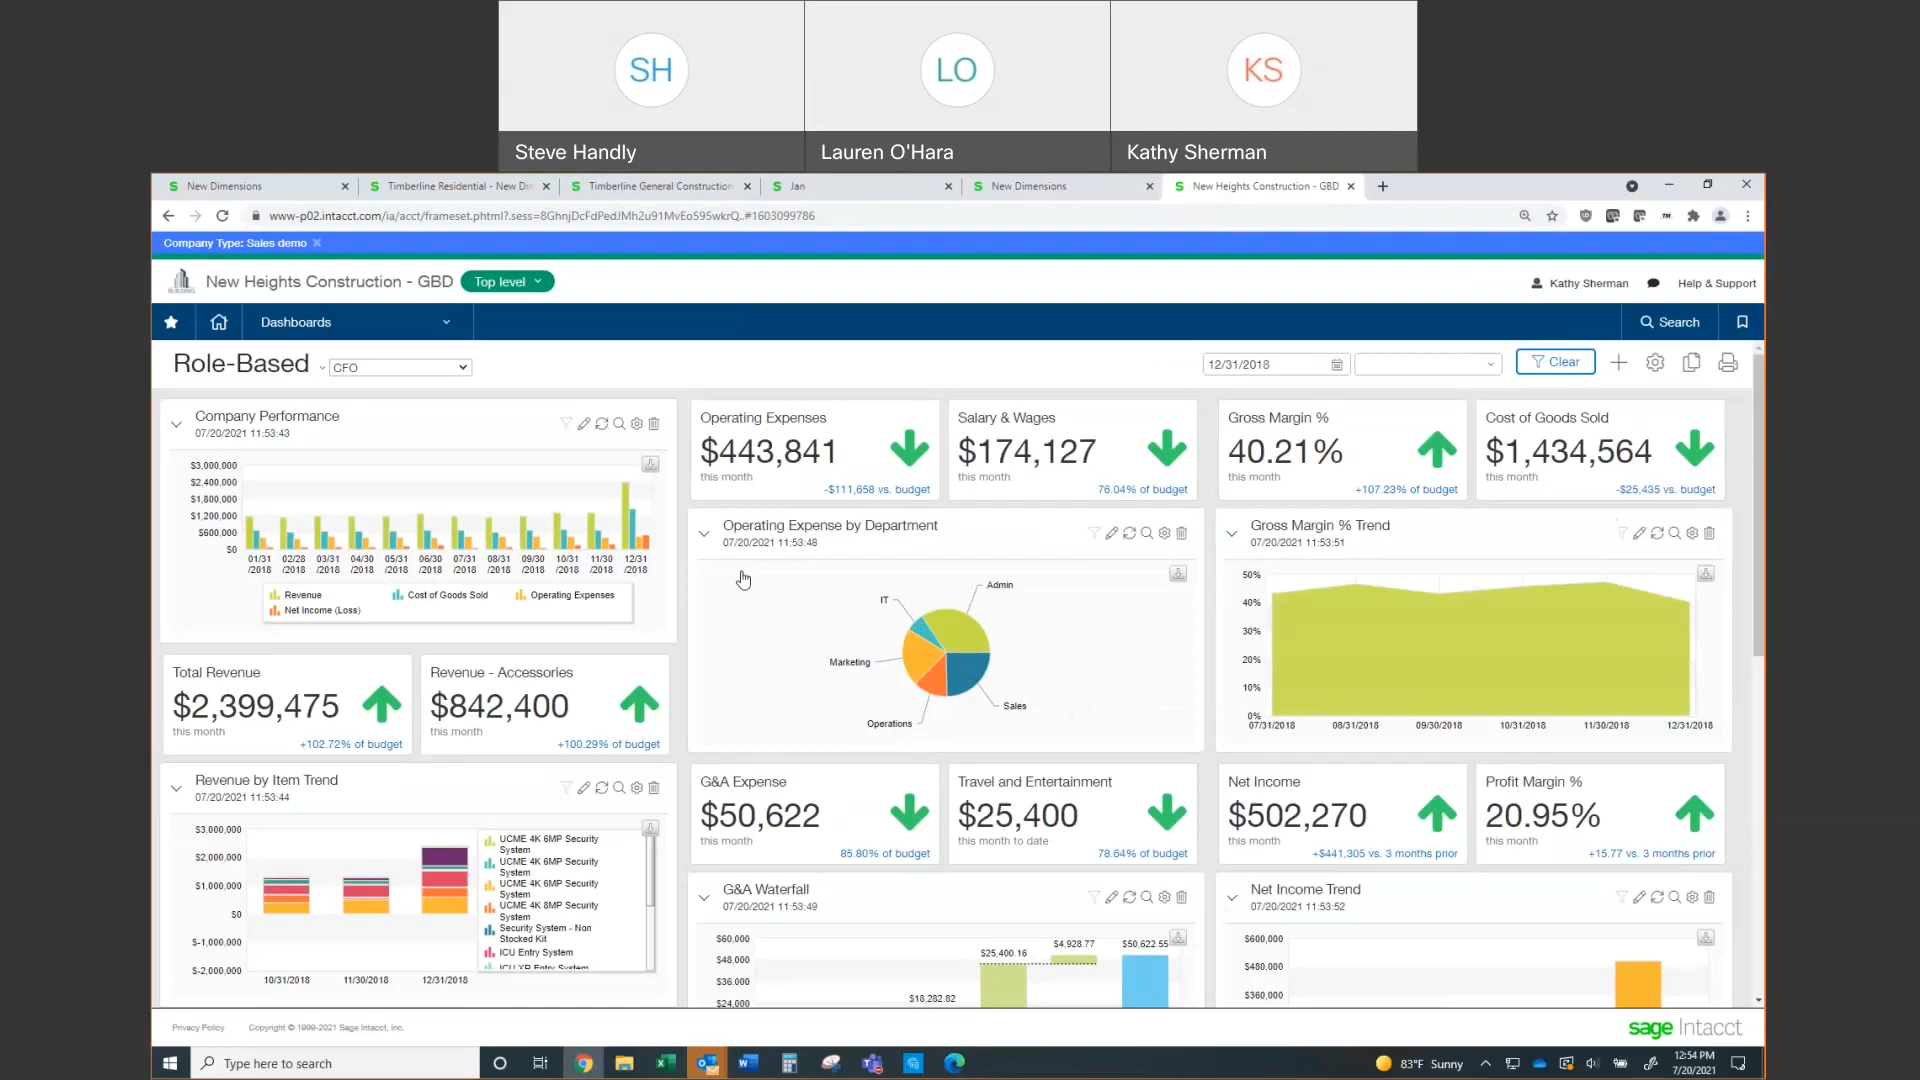 SH
LO
KS
Steve Handly
Lauren O'Hara
Kathy Sherman
New Dimensions
Timberline Residential - New Din
Timberline General Construction
Jan
New Dimensions
New Heights Construction - GBD
www-p02.intacct.com/ia/acct/frameset.phtml?.sess=8GhnjDcFdPedJMh2u91MvEo595wkrQ..#1603099786
Company Type: Sales demo
New Heights Construction - GBD
Top level
Kathy Sherman
Help & Support
Dashboards
Search
Role-Based
CFO
12/31/2018
Clear
Company Performance
07/20/2021 11:53:43
$3,000,000
$2,400,000
$1,800,000
$1,200,000
$600,000
$0
01/31 02/28 03/31 04/30 05/31 06/30 07/31 08/31 09/30 10/31 11/30 12/31
/2018 /2018 /2018 /2018 /2018 /2018 /2018 /2018 /2018 /2018 /2018 /2018
Revenue Cost of Goods Sold Operating Expenses
Net Income (Loss)
Total Revenue
$2,399,475
this month
+102.72% of budget
Revenue - Accessories
$842,400
this month
+100.29% of budget
Revenue by Item Trend
07/20/2021 11:53:44
$3,000,000
$2,000,000
$1,000,000
$0
$-1,000,000
$-2,000,000
10/31/2018 11/30/2018 12/31/2018
UCME 4K 6MP Security
System
UCME 4K 6MP Security
System
UCME 4K 6MP Security
System
UCME 4K 8MP Security
System
Security System - Non
Stocked Kit
ICU Entry System
ICU XR Entry System
Operating Expenses
$443,841
this month
-$111,658 vs. budget
Salary & Wages
$174,127
this month
76.04% of budget
Operating Expense by Department
07/20/2021 11:53:48
Admin
IT
Marketing
Sales
Operations
G&A Expense
$50,622
this month
85.80% of budget
Travel and Entertainment
$25,400
this month to date
78.64% of budget
G&A Waterfall
07/20/2021 11:53:49
$60,000
$48,000
$36,000
$24,000
$18,282.82
$25,400.16
$4,928.77
$50,622.55
Gross Margin %
40.21%
this month
+107.23% of budget
Cost of Goods Sold
$1,434,564
this month
-$25,435 vs. budget
Gross Margin % Trend
07/20/2021 11:53:51
50%
40%
30%
20%
10%
0%
07/31/2018 08/31/2018 09/30/2018 10/31/2018 11/30/2018 12/31/2018
Net Income
$502,270
this month
+$441,305 vs. 3 months prior
Profit Margin %
20.95%
this month
+15.77 vs. 3 months prior
Net Income Trend
07/20/2021 11:53:52
$600,000
$480,000
$360,000
Privacy Policy
Copyright © 1999-2021 Sage Intacct, Inc.
sage Intacct
Type here to search
83°F Sunny
12:54 PM
7/20/2021